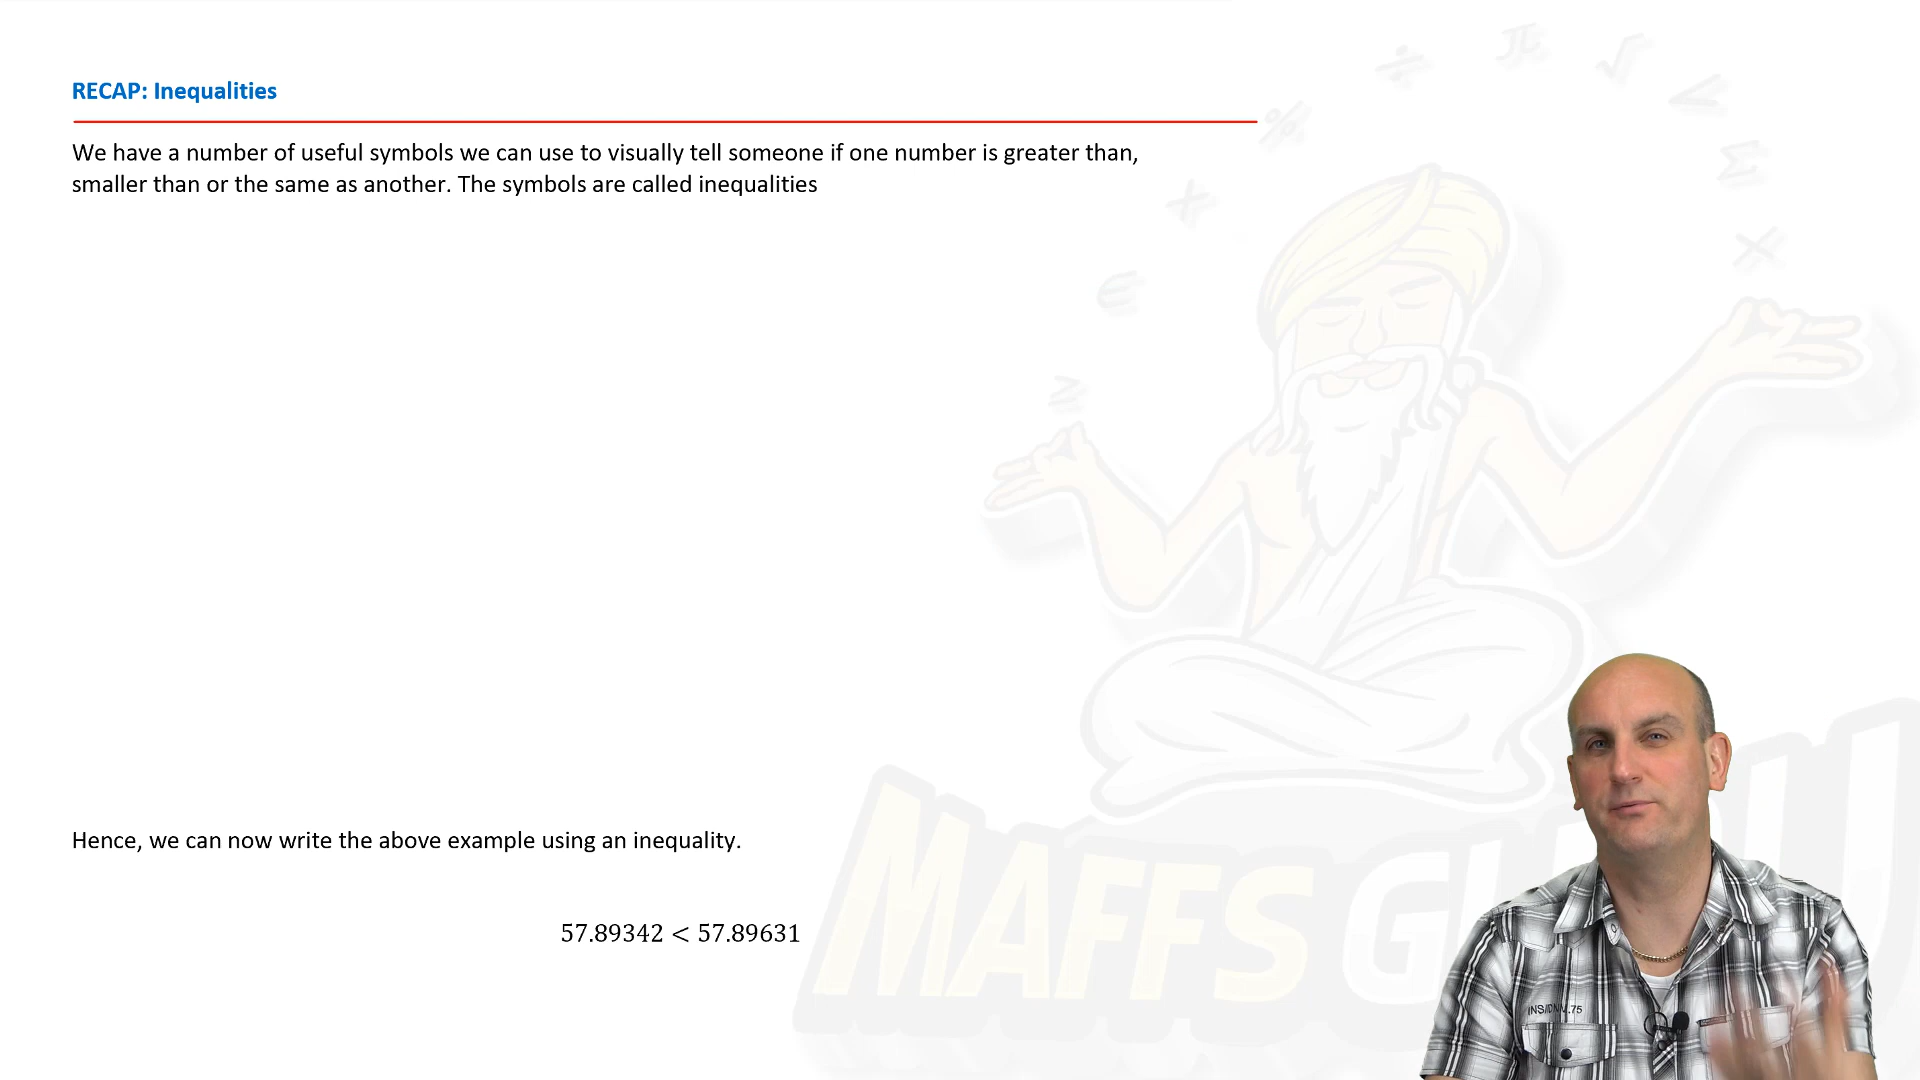 RECAP: Inequalities
We have a number of useful symbols we can use to visually tell someone if one number is greater than,
smaller than or the same as another. The symbols are called inequalities
Hence, we can now write the above example using an inequality.
57.89342 < 57.89631
MAFFS GURU